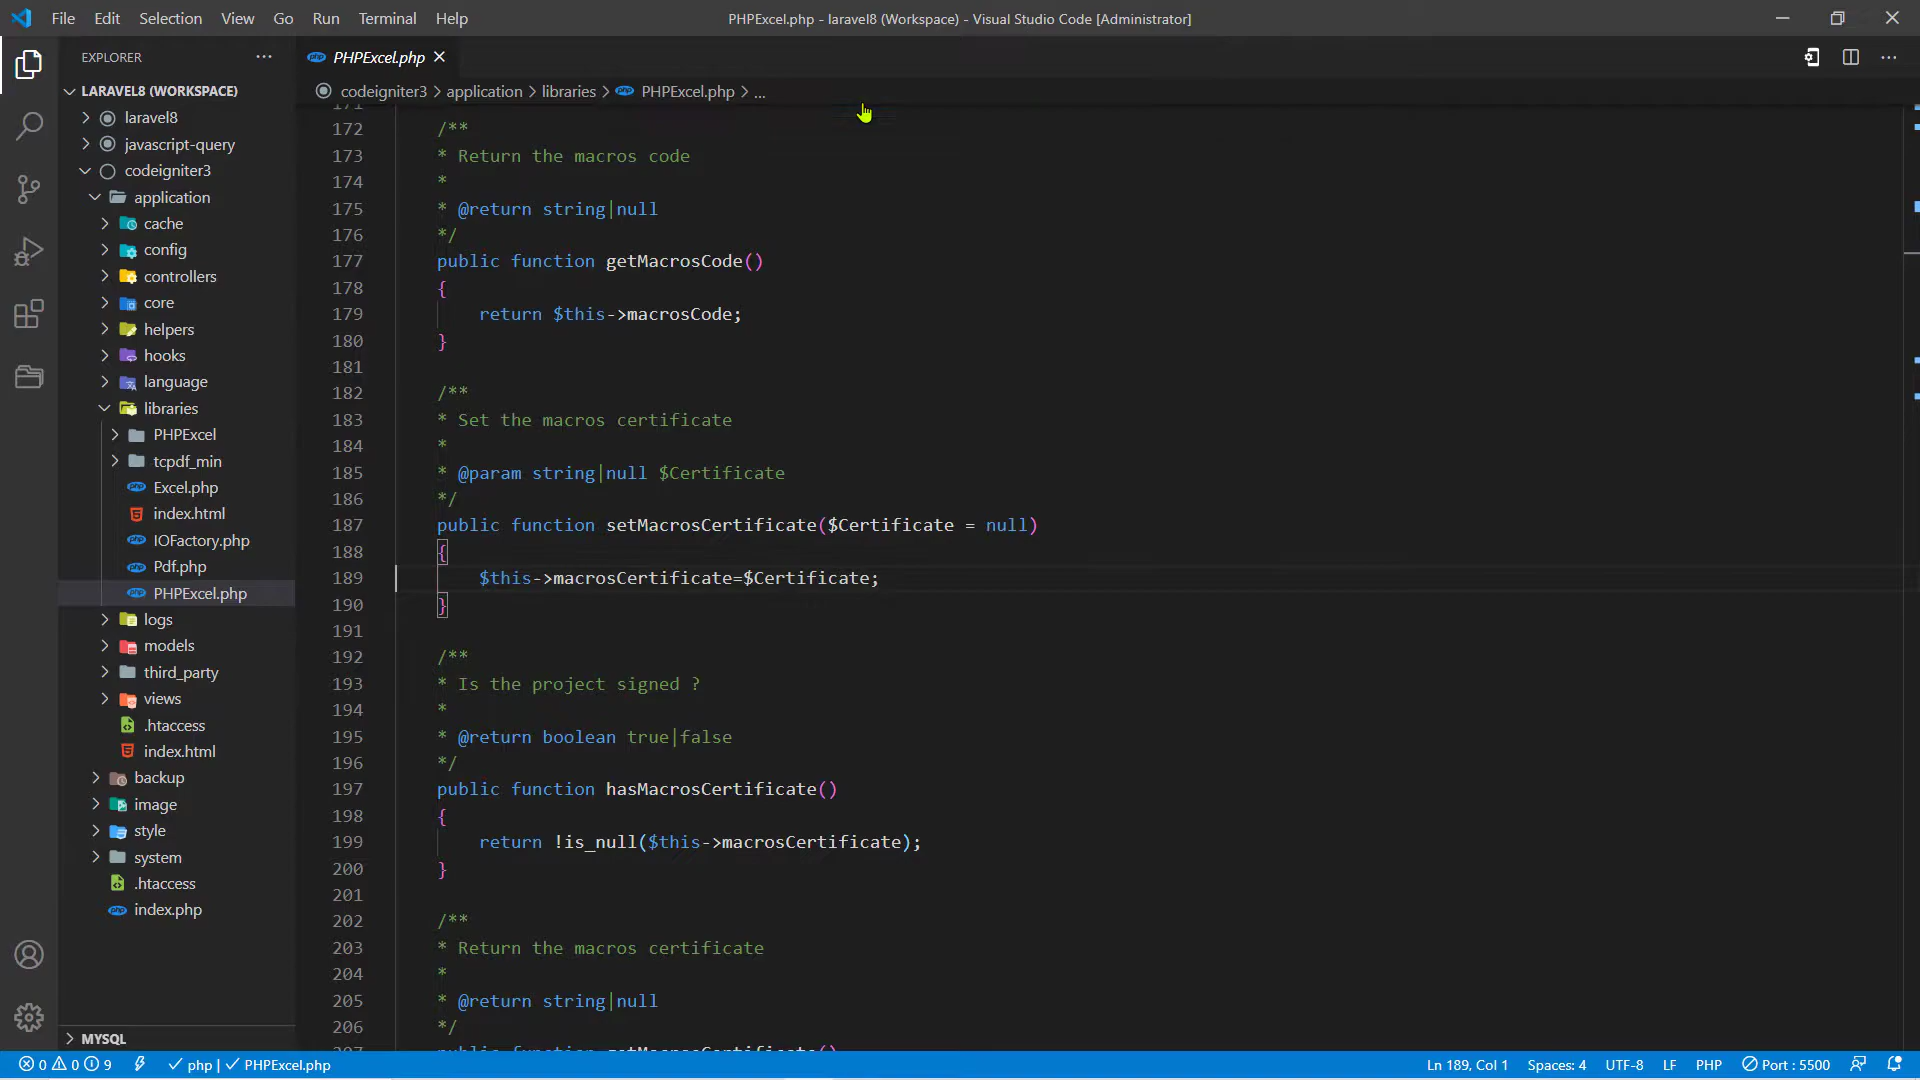 File Edit Selection View Go Run Terminal Help
PHPExcel.php - laravel8 (Workspace) - Visual Studio Code [Administrator]
EXPLORER
LARAVEL8 (WORKSPACE)
laravel8
javascript-query
codeigniter3
application
cache
config
controllers
core
helpers
hooks
language
libraries
PHPExcel
tcpdf_min
Excel.php
index.html
IOFactory.php
Pdf.php
PHPExcel.php
logs
models
third_party
views
.htaccess
index.html
backup
image
style
system
.htaccess
index.php
MYSQL
PHPExcel.php
codeigniter3 > application > libraries > PHPExcel.php > ...
171
172 /**
173 * Return the macros code
174 *
175 * @return string|null
176 */
177 public function getMacrosCode()
178 {
179 return $this->macrosCode;
180 }
181
182 /**
183 * Set the macros certificate
184 *
185 * @param string|null $Certificate
186 */
187 public function setMacrosCertificate($Certificate = null)
188 {
189 $this->macrosCertificate=$Certificate;
190 }
191
192 /**
193 * Is the project signed ?
194 *
195 * @return boolean true|false
196 */
197 public function hasMacrosCertificate()
198 {
199 return !is_null($this->macrosCertificate);
200 }
201
202 /**
203 * Return the macros certificate
204 *
205 * @return string|null
206 */
207 public function getMacrosCertificate()
0 0 9 php | PHPExcel.php Ln 189, Col 1 Spaces: 4 UTF-8 LF PHP Port : 5500